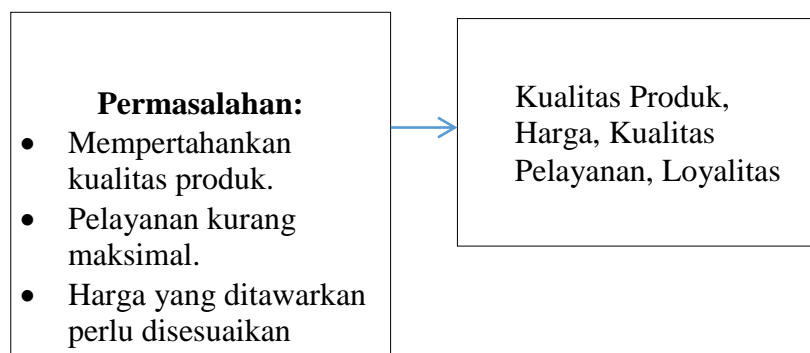 Permasalahan:
• Mempertahankan
kualitas produk.
• Pelayanan kurang
maksimal.
• Harga yang ditawarkan
perlu disesuaikan
Kualitas Produk,
Harga, Kualitas
Pelayanan, Loyalitas